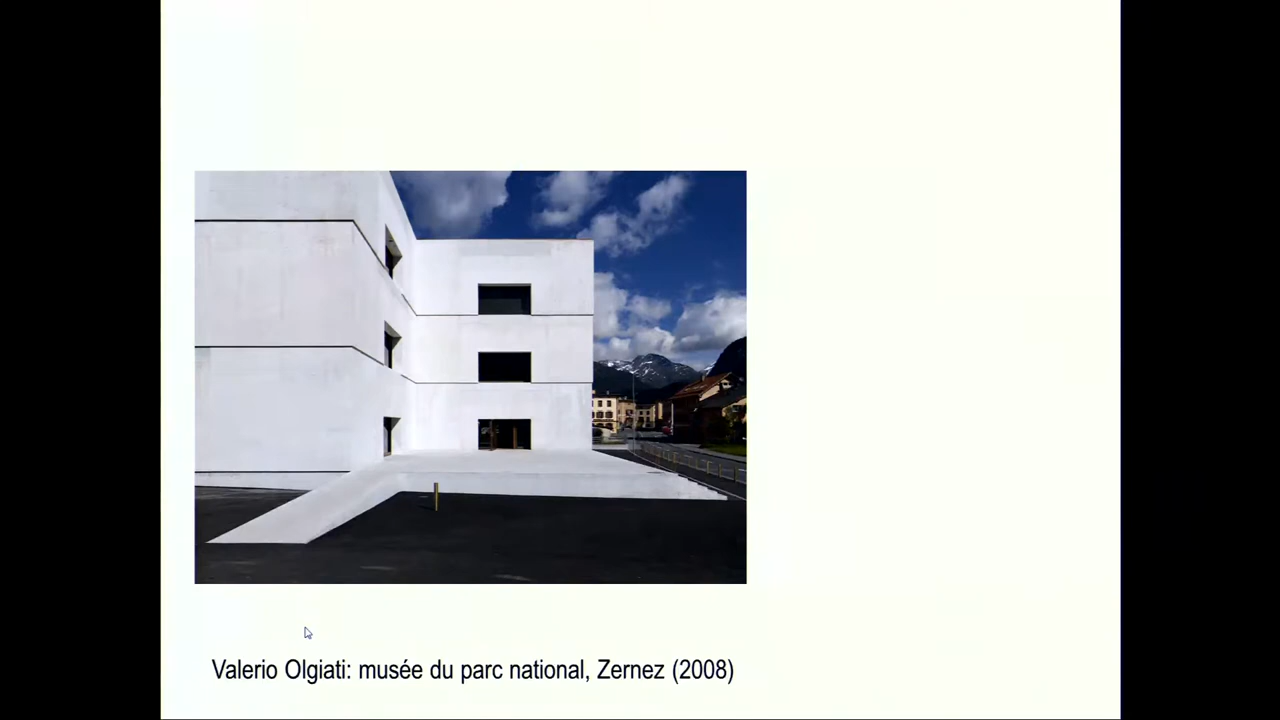 Valerio Olgiati: musée du parc national, Zernez (2008)